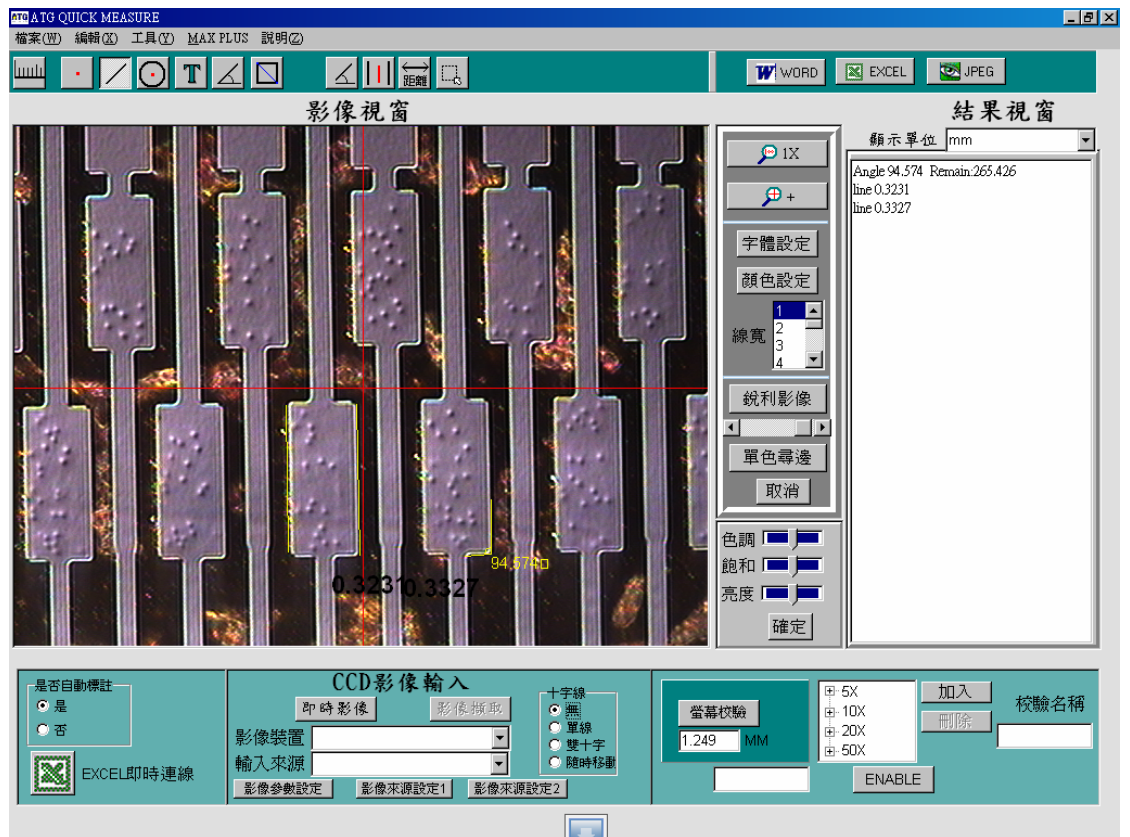 ATG ATG QUICK MEASURE
檔案(W) 編輯(X) 工具(Y) MAX PLUS 說明(Z)
T 距離 WORD EXCEL JPEG
影像視窗
結果視窗
顯示單位 mm
Angle 94.574 Remain:265.426
line 0.3231
line 0.3327
1X
+
字體設定
顏色設定
線寬
1
2
3
4
銳利影像
單色尋邊
取消
色調
飽和
亮度
確定
94.574
0.3231
0.3327
是否自動標註
是
否
EXCEL即時連線
CCD影像輸入
即時影像 影像擷取
影像裝置
輸入來源
影像參數設定 影像來源設定1 影像來源設定2
十字線
無
單線
雙十字
隨時移動
螢幕校驗
1.249 MM
5X
10X
20X
50X
加入
刪除
ENABLE
校驗名稱